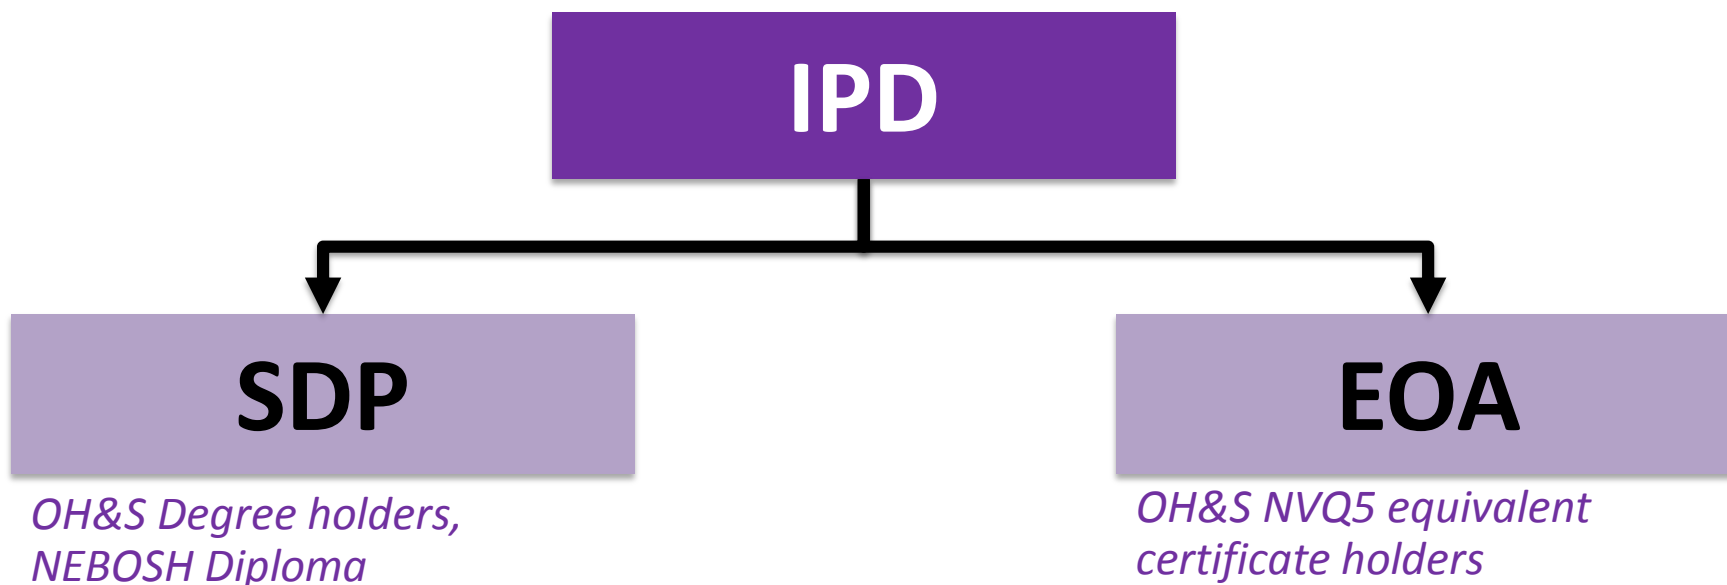 IPD
SDP
EOA
OH&S Degree holders,
NEBOSH Diploma
OH&S NVQ5 equivalent
certificate holders